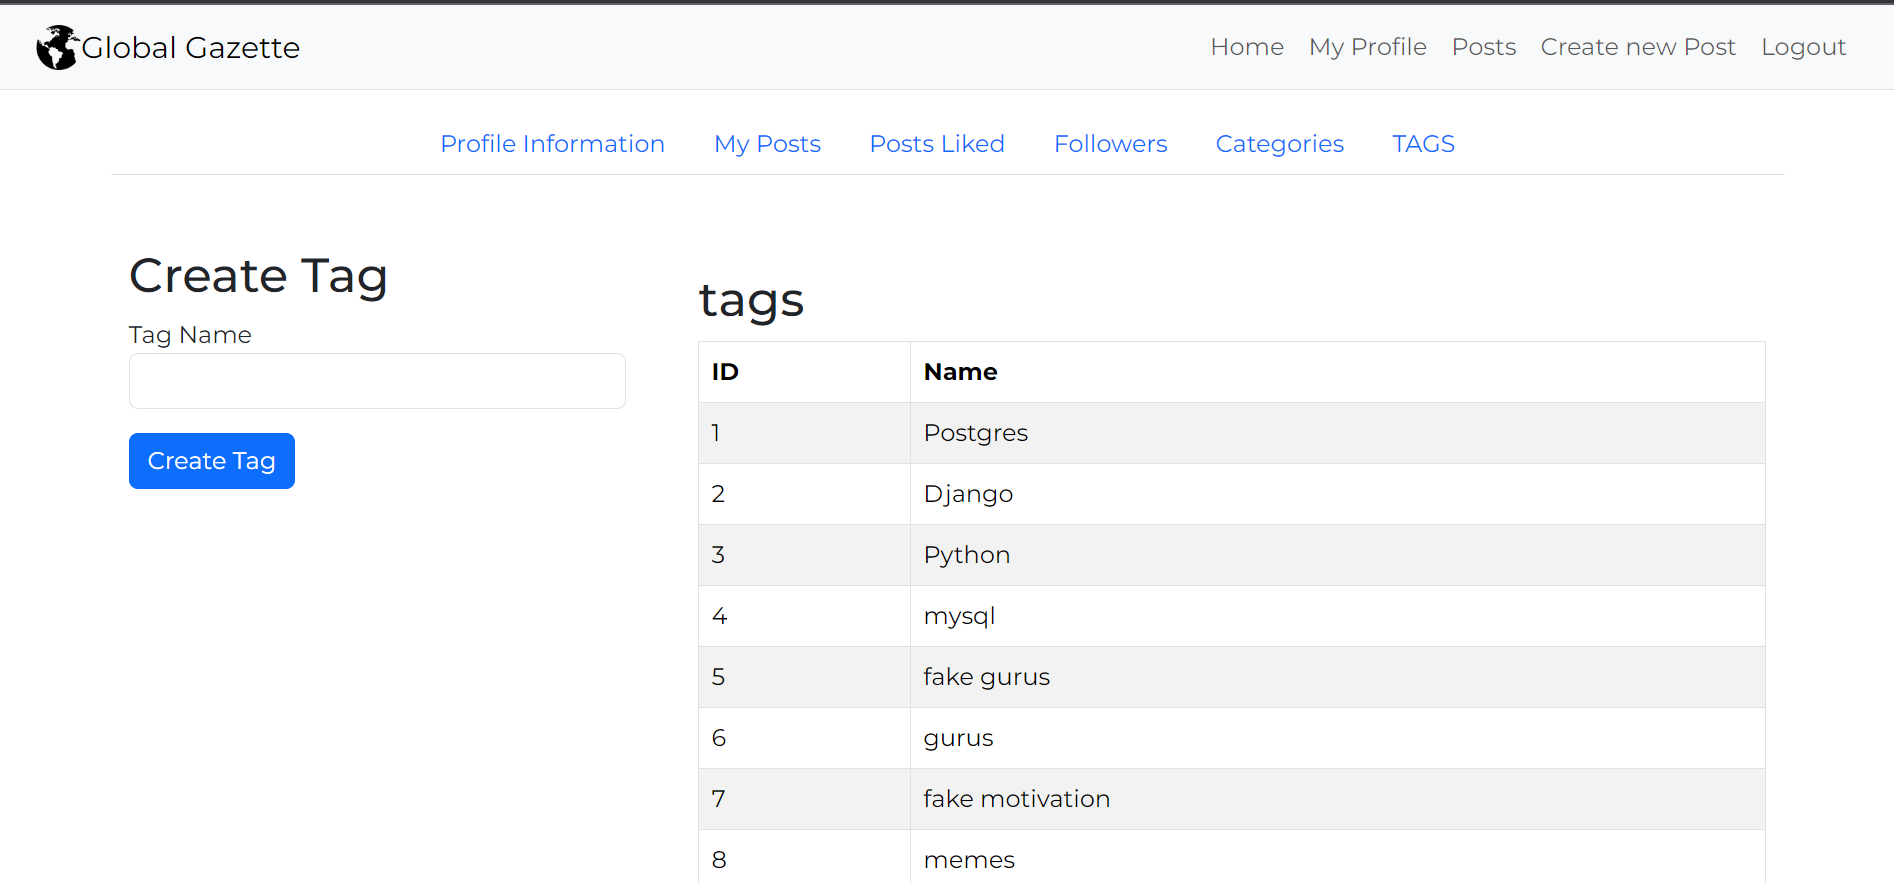 Global Gazette
Home My Profile Posts Create new Post Logout
Profile Information My Posts Posts Liked Followers Categories TAGS
Create Tag
Tag Name
Create Tag
tags
ID Name
1 Postgres
2 Django
3 Python
4 mysql
5 fake gurus
6 gurus
7 fake motivation
8 memes